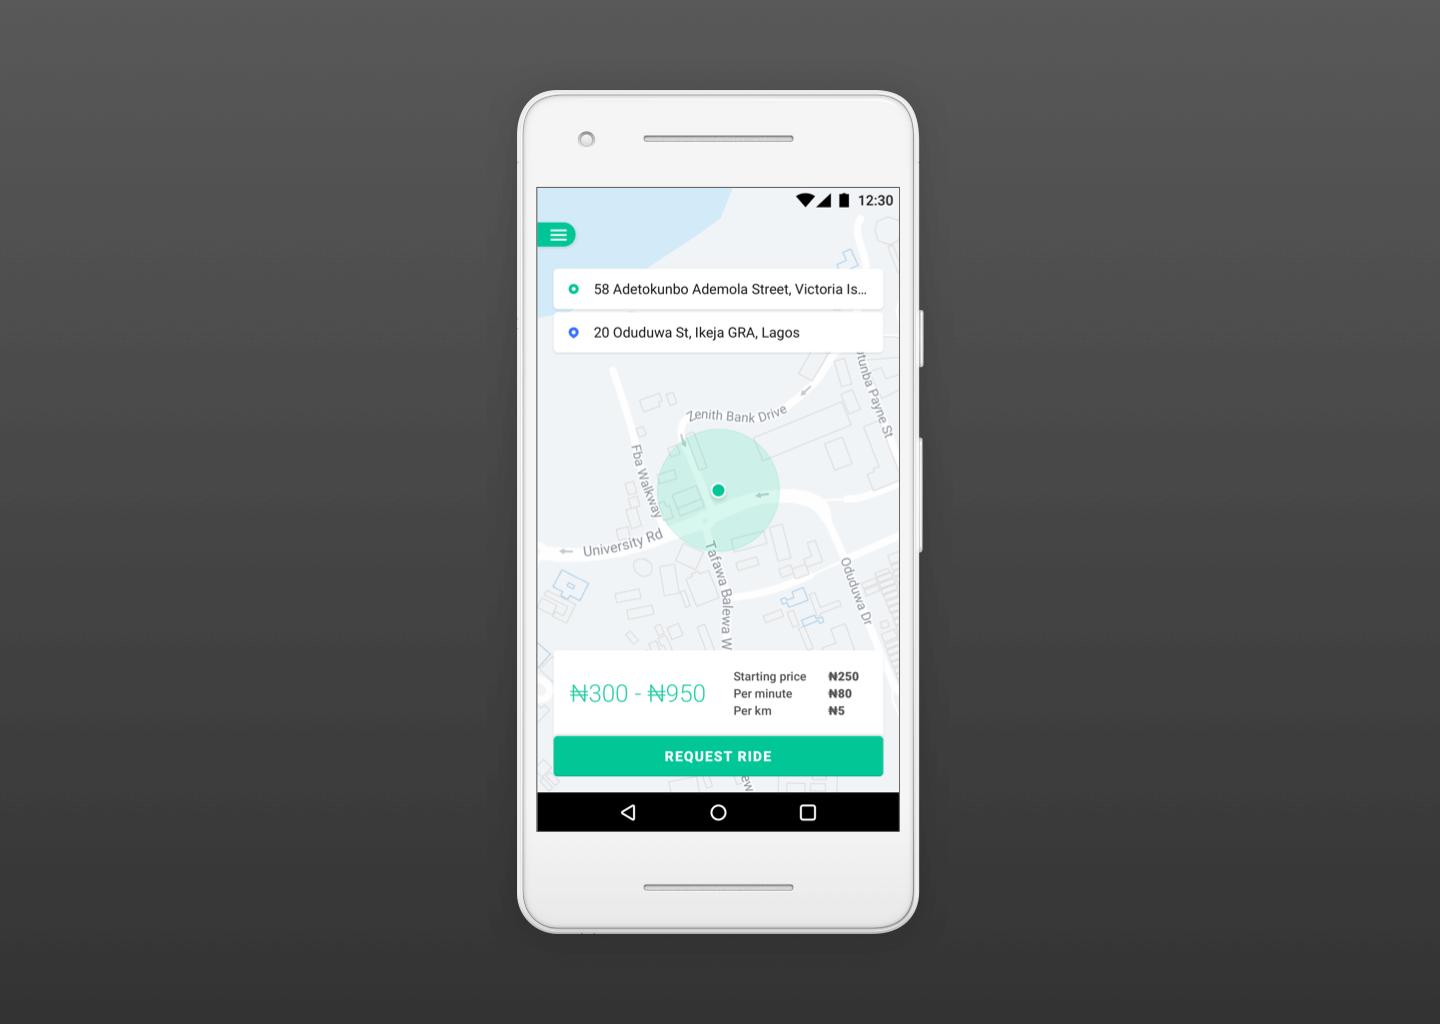 12:30
58 Adetokunbo Ademola Street, Victoria Is...
20 Oduduwa St, Ikeja GRA, Lagos
Payne St
Zenith Bank Drive
Fba Walkway
University Rd
Tafawa Balewa W
Oduduwa Dr
₦300 - ₦950
Starting price ₦250
Per minute ₦80
Per km ₦5
REQUEST RIDE